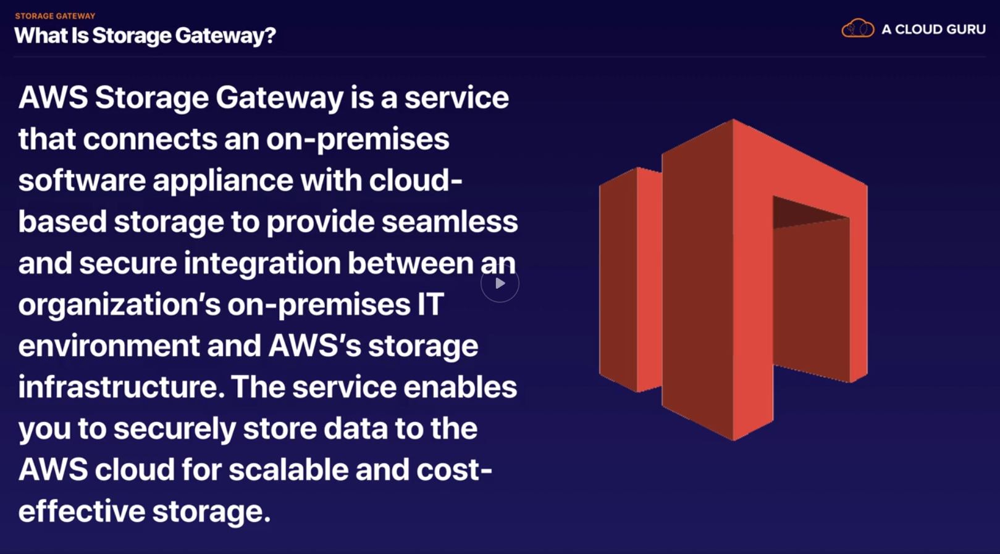 STORAGE GATEWAY
What Is Storage Gateway?
A CLOUD GURU
AWS Storage Gateway is a service
that connects an on-premises
software appliance with cloud-
based storage to provide seamless
and secure integration between an
organization’s on-premises IT
environment and AWS’s storage
infrastructure. The service enables
you to securely store data to the
AWS cloud for scalable and cost-
effective storage.